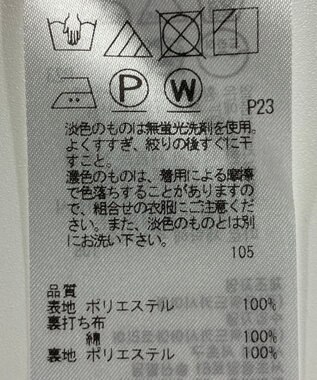 P
W
P23
淡色のものは無蛍光洗剤を使用。
よくすすぎ、絞りの後すぐに干
すこと。
濃色のものは、着用による摩擦
で色落ちすることがありますの
で、組合せの衣服にご注意くだ
さい。また、淡色のものとは別
にお洗い下さい。
105
品質
表地 ポリエステル 100%
裏打ち布
綿 100%
裏地 ポリエステル 100%